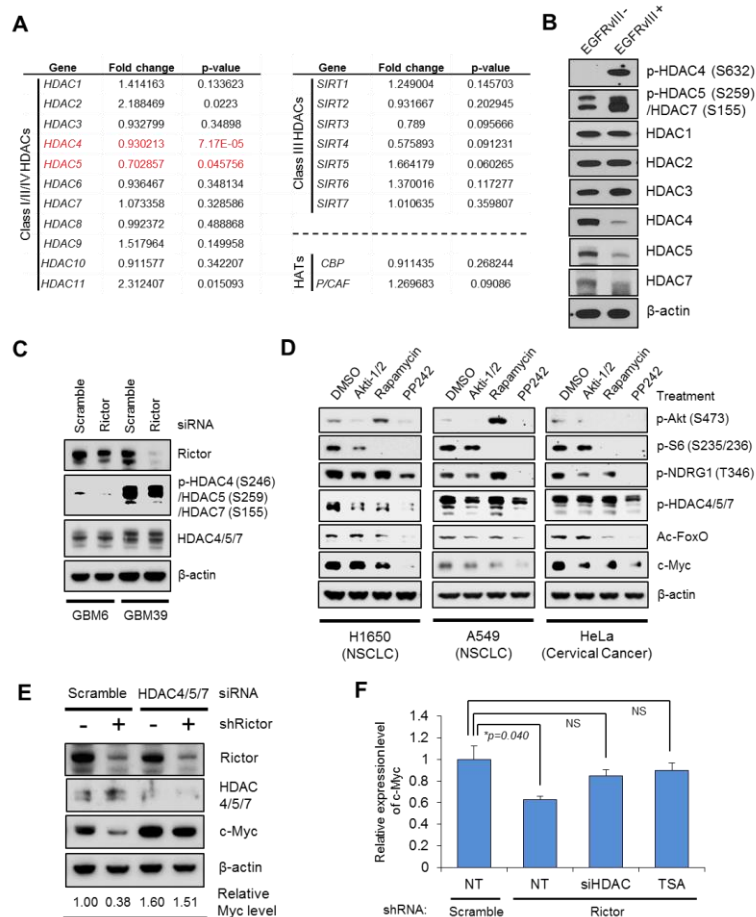 A
Gene Fold change p-value
Class I/II/IV HDACs
HDAC1 1.414163 0.133623
HDAC2 2.188469 0.0223
HDAC3 0.932799 0.34898
HDAC4 0.930213 7.17E-05
HDAC5 0.702857 0.045756
HDAC6 0.936467 0.348134
HDAC7 1.073358 0.328586
HDAC8 0.992372 0.488868
HDAC9 1.517964 0.149958
HDAC10 0.911577 0.342207
HDAC11 2.312407 0.015093
Gene Fold change p-value
Class III HDACs
SIRT1 1.249004 0.145703
SIRT2 0.931667 0.202945
SIRT3 0.789 0.095666
SIRT4 0.575893 0.091231
SIRT5 1.664179 0.060265
SIRT6 1.370016 0.117277
SIRT7 1.010635 0.359807
HATs
CBP 0.911435 0.268244
P/CAF 1.269683 0.09086
B
EGFRvIII- EGFRvIII+
p-HDAC4 (S632)
p-HDAC5 (S259)
/HDAC7 (S155)
HDAC1
HDAC2
HDAC3
HDAC4
HDAC5
HDAC7
β-actin
C
Scramble Rictor Scramble Rictor
siRNA
Rictor
p-HDAC4 (S246)
/HDAC5 (S259)
/HDAC7 (S155)
HDAC4/5/7
β-actin
GBM6 GBM39
D
DMSO Akti-1/2 Rapamycin PP242 DMSO Akti-1/2 Rapamycin PP242 DMSO Akti-1/2 Rapamycin PP242
Treatment
p-Akt (S473)
p-S6 (S235/236)
p-NDRG1 (T346)
p-HDAC4/5/7
Ac-FoxO
c-Myc
β-actin
H1650 A549 HeLa
(NSCLC) (NSCLC) (Cervical Cancer)
E
Scramble HDAC4/5/7 siRNA
- + - + shRictor
Rictor
HDAC
4/5/7
c-Myc
β-actin
1.00 0.38 1.60 1.51 Relative
Myc level
F
Relative expression level
of c-Myc
1.4
1.2
1
0.8
0.6
0.4
0.2
0
*p=0.040
NS
NS
NT NT siHDAC TSA
shRNA: Scramble Rictor